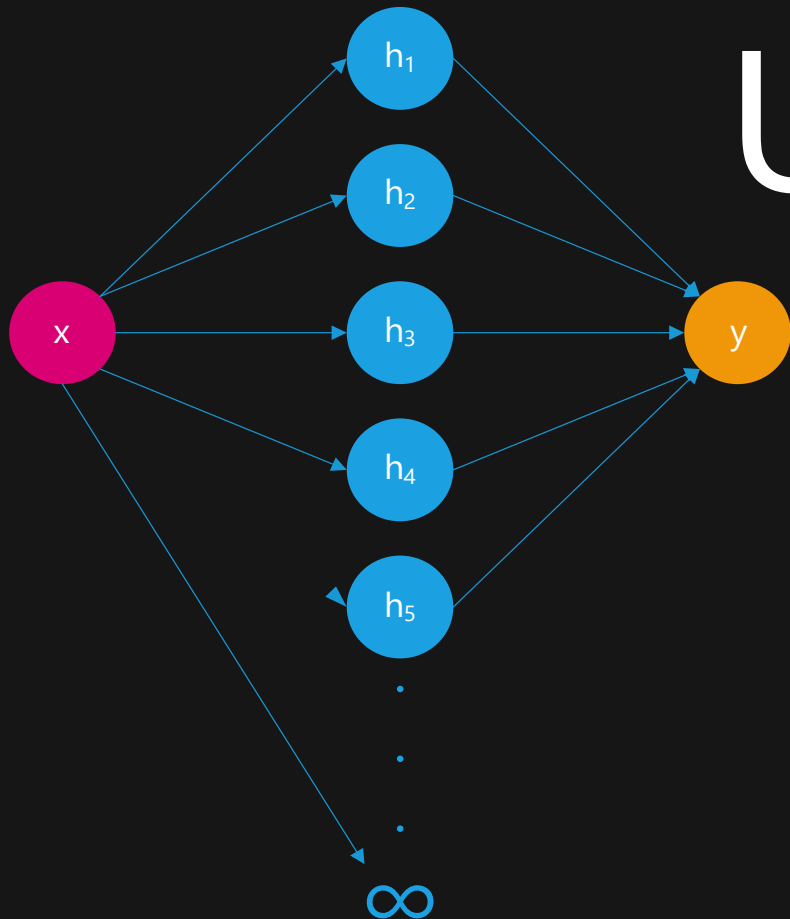 h₁
h₂
x
h₃
y
h₄
h₅
.
.
.
∞